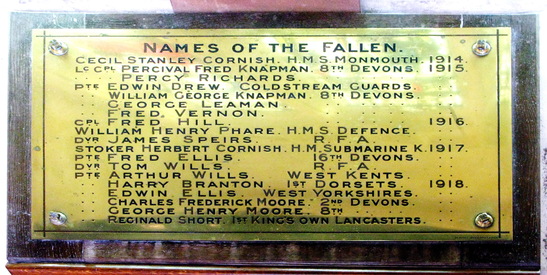 NAMES OF THE FALLEN.
CECIL STANLEY CORNISH. H.M.S. MONMOUTH. 1914.
LCE CPL PERCIVAL FRED KNAPMAN. 8TH DEVONS. 1915.
PERCY RICHARDS.
PTE EDWIN DREW. COLDSTREAM GUARDS.
WILLIAM GEORGE KNAPMAN. 8TH DEVONS.
GEORGE LEAMAN.
FRED VERNON.
CPL FRED HILL. 1916.
WILLIAM HENRY PHARE. H.M.S. DEFENCE.
DVR JAMES SPEIRS. R.F.A.
STOKER HERBERT CORNISH. H.M. SUBMARINE K. 1917.
PTE FRED ELLIS. 16TH DEVONS.
DVR TOM WILLS. R.F.A.
PTE ARTHUR WILLS. WEST KENTS.
HARRY BRANTON. 1ST DORSETS. 1918.
EDWIN ELLIS. WEST YORKSHIRES.
CHARLES FREDERICK MOORE. 2ND DEVONS.
GEORGE HENRY MOORE. 8TH
REGINALD SHORT. 1ST KING'S OWN LANCASTERS.